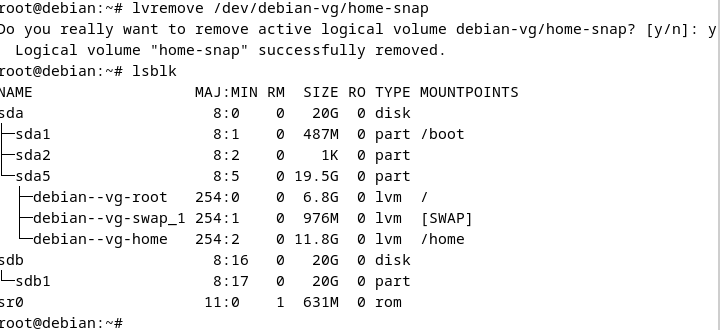 root@debian:~# lvremove /dev/debian-vg/home-snap
Do you really want to remove active logical volume debian-vg/home-snap? [y/n]: y
  Logical volume "home-snap" successfully removed.
root@debian:~# lsblk
NAME                  MAJ:MIN RM   SIZE RO TYPE MOUNTPOINTS
sda                     8:0    0    20G  0 disk
├─sda1                  8:1    0   487M  0 part /boot
├─sda2                  8:2    0     1K  0 part
└─sda5                  8:5    0  19.5G  0 part
  ├─debian--vg-root   254:0    0   6.8G  0 lvm  /
  ├─debian--vg-swap_1 254:1    0   976M  0 lvm  [SWAP]
  └─debian--vg-home   254:2    0  11.8G  0 lvm  /home
sdb                     8:16   0    20G  0 disk
└─sdb1                  8:17   0    20G  0 part
sr0                    11:0    1   631M  0 rom
root@debian:~#